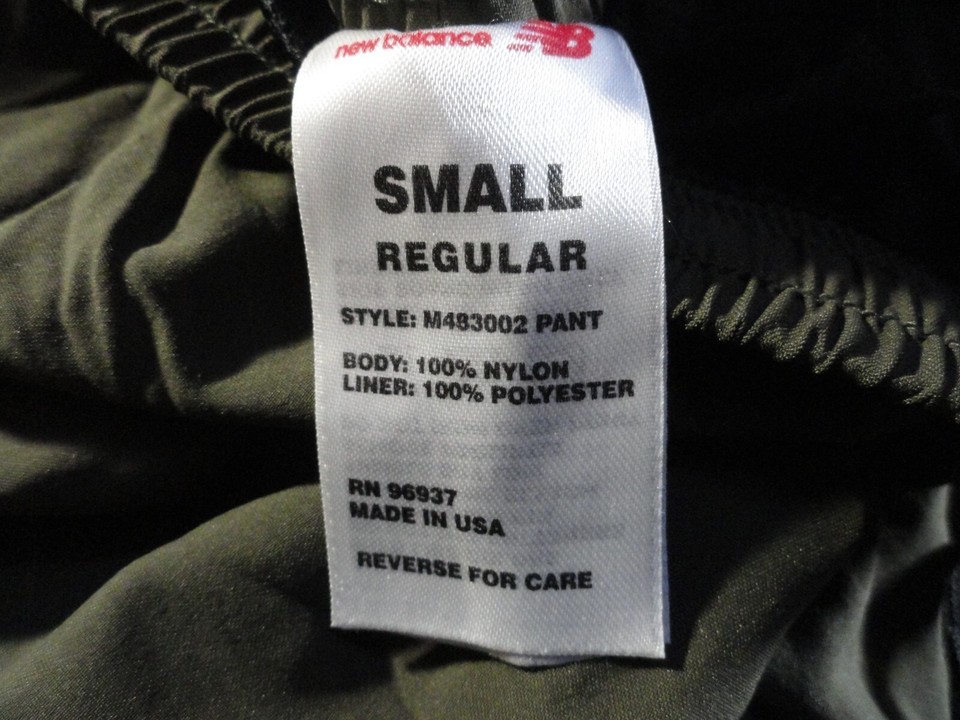 new balance NB
SMALL
REGULAR
STYLE: M483002 PANT
BODY: 100% NYLON
LINER: 100% POLYESTER
RN 96937
MADE IN USA
REVERSE FOR CARE